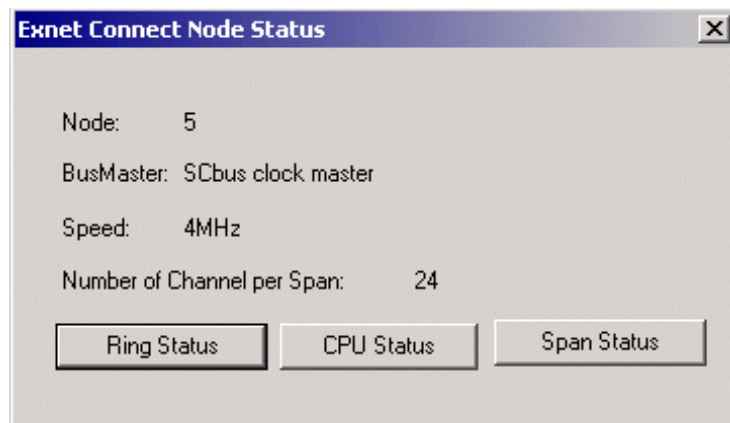 Exnet Connect Node Status
Node: 5
BusMaster: SCbus clock master
Speed: 4MHz
Number of Channel per Span: 24
Ring Status CPU Status Span Status